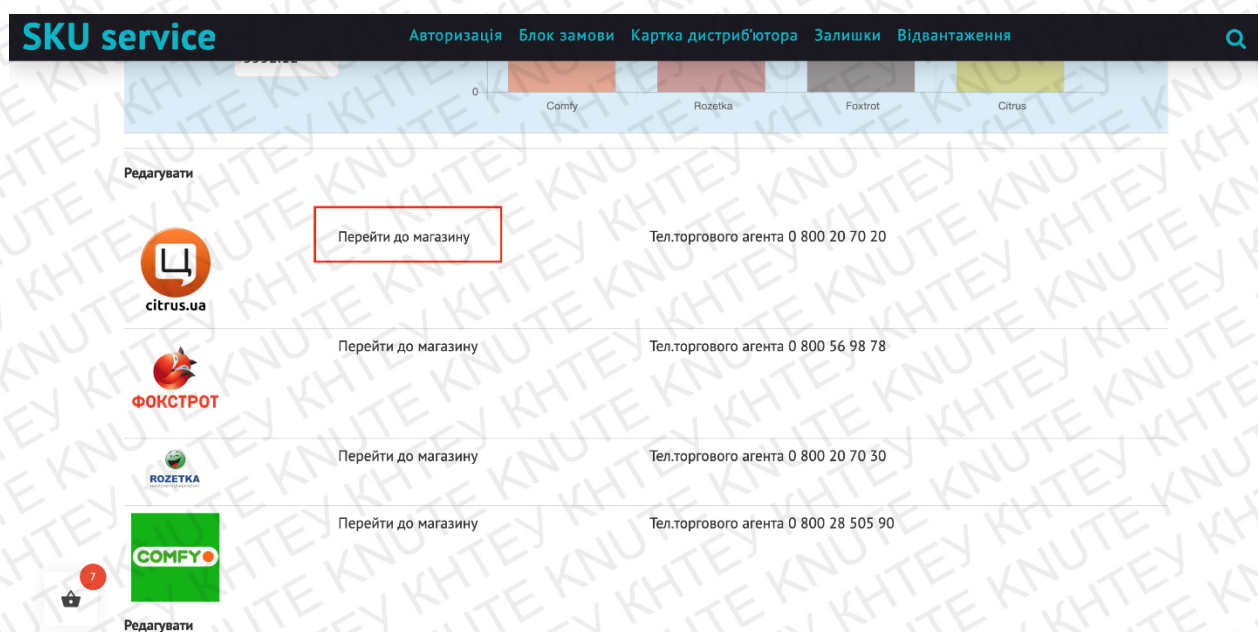 SKU service
Авторизація Блок замови Картка дистриб'ютора Залишки Відвантаження
0
Comfy Rozetka Foxtrot Citrus
Редагувати
Ц
citrus.ua
Перейти до магазину Тел.торгового агента 0 800 20 70 20
ФОКСТРОТ
Перейти до магазину Тел.торгового агента 0 800 56 98 78
ROZETKA
Перейти до магазину Тел.торгового агента 0 800 20 70 30
COMFY
Перейти до магазину Тел.торгового агента 0 800 28 505 90
7
Редагувати
КНТЕУ KNUTE